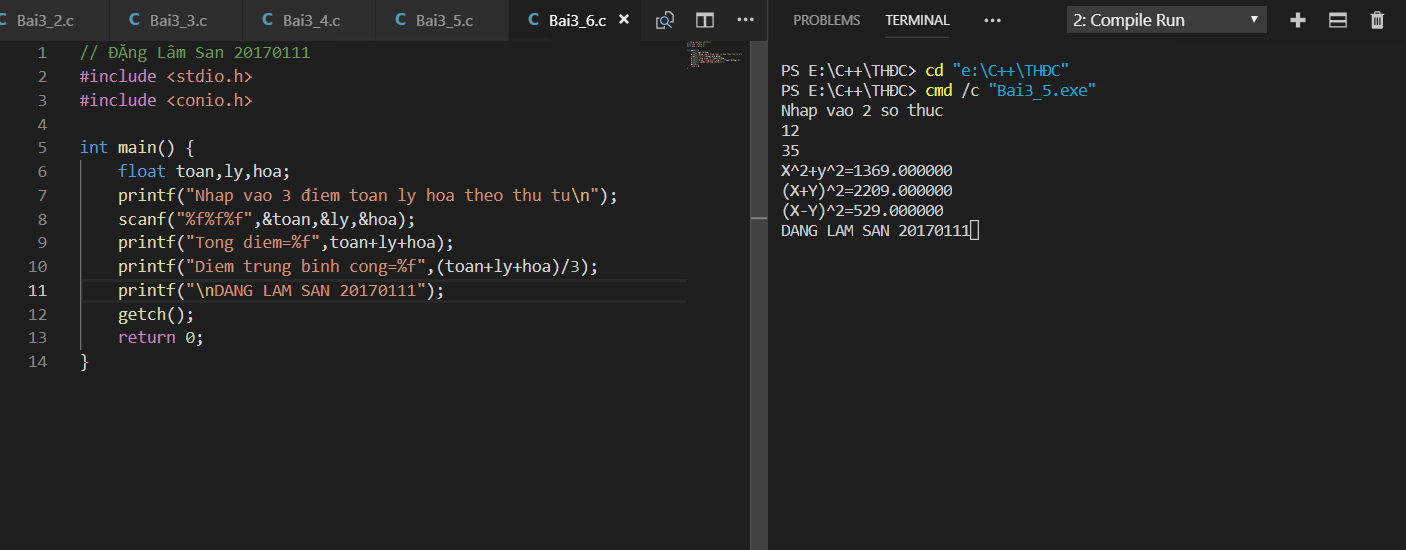 Bai3_2.c
Bai3_3.c
Bai3_4.c
Bai3_5.c
Bai3_6.c
1 // ĐẶng Lâm San 20170111
2 #include <stdio.h>
3 #include <conio.h>
4
5 int main() {
6 float toan,ly,hoa;
7 printf("Nhap vao 3 điem toan ly hoa theo thu tu\n");
8 scanf("%f%f%f",&toan,&ly,&hoa);
9 printf("Tong diem=%f",toan+ly+hoa);
10 printf("Diem trung binh cong=%f",(toan+ly+hoa)/3);
11 printf("\nDANG LAM SAN 20170111");
12 getch();
13 return 0;
14 }
PROBLEMS TERMINAL
2: Compile Run
PS E:\C++\THĐC> cd "e:\C++\THĐC"
PS E:\C++\THĐC> cmd /c "Bai3_5.exe"
Nhap vao 2 so thuc
12
35
X^2+y^2=1369.000000
(X+Y)^2=2209.000000
(X-Y)^2=529.000000
DANG LAM SAN 20170111